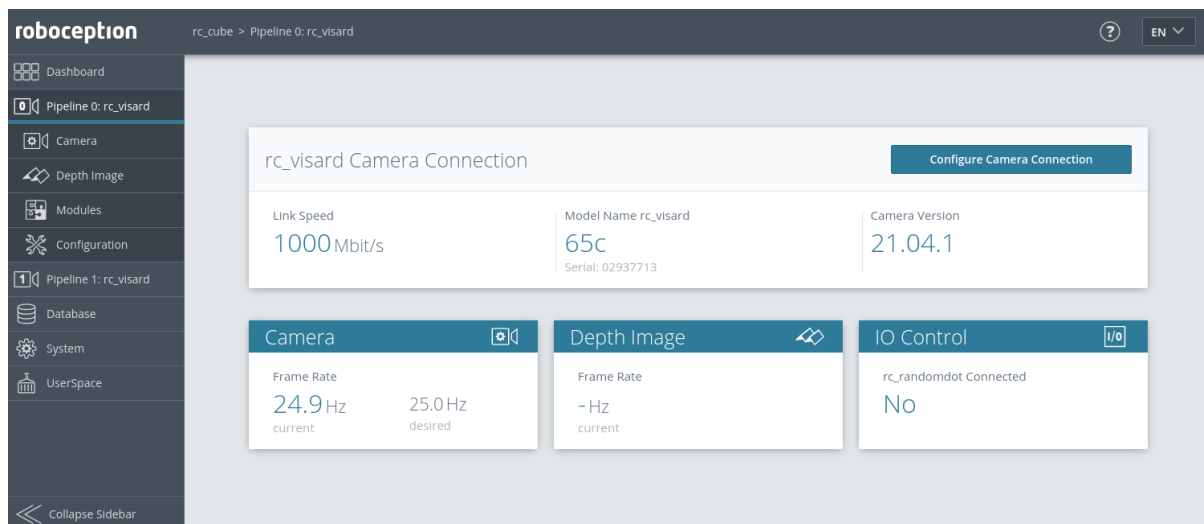 roboception
rc_cube > Pipeline 0: rc_visard
?
EN
Dashboard
0 Pipeline 0: rc_visard
Camera
Depth Image
Modules
Configuration
1 Pipeline 1: rc_visard
Database
System
UserSpace
Collapse Sidebar
rc_visard Camera Connection
Configure Camera Connection
Link Speed
1000 Mbit/s
Model Name rc_visard
65c
Serial: 02937713
Camera Version
21.04.1
Camera
Frame Rate
24.9 Hz
current
25.0 Hz
desired
Depth Image
Frame Rate
- Hz
current
IO Control
I/O
rc_randomdot Connected
No